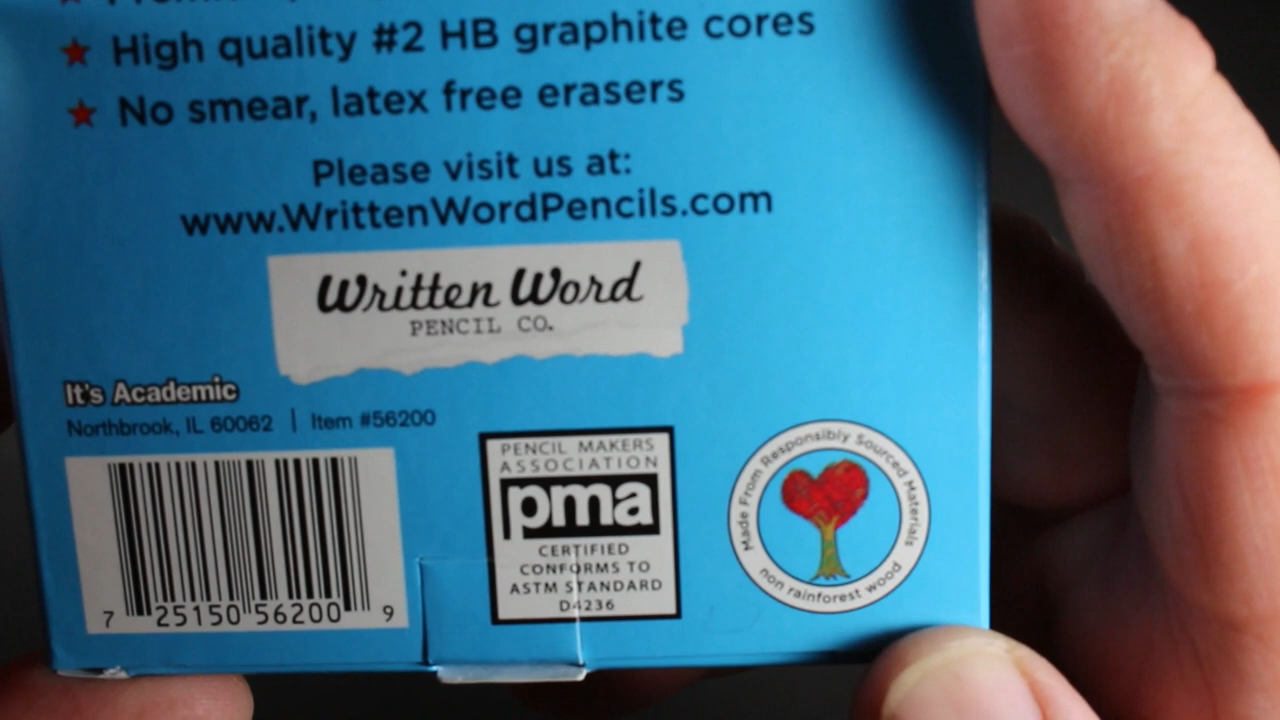 High quality #2 HB graphite cores
No smear, latex free erasers
Please visit us at:
www.WrittenWordPencils.com
Written Word
PENCIL CO.
It's Academic
Northbrook, IL 60062 | Item #56200
7 25150 56200 9
PENCIL MAKERS
ASSOCIATION
pma
CERTIFIED
CONFORMS TO
ASTM STANDARD
D4236
Made From Responsibly Sourced Materials
non rainforest wood